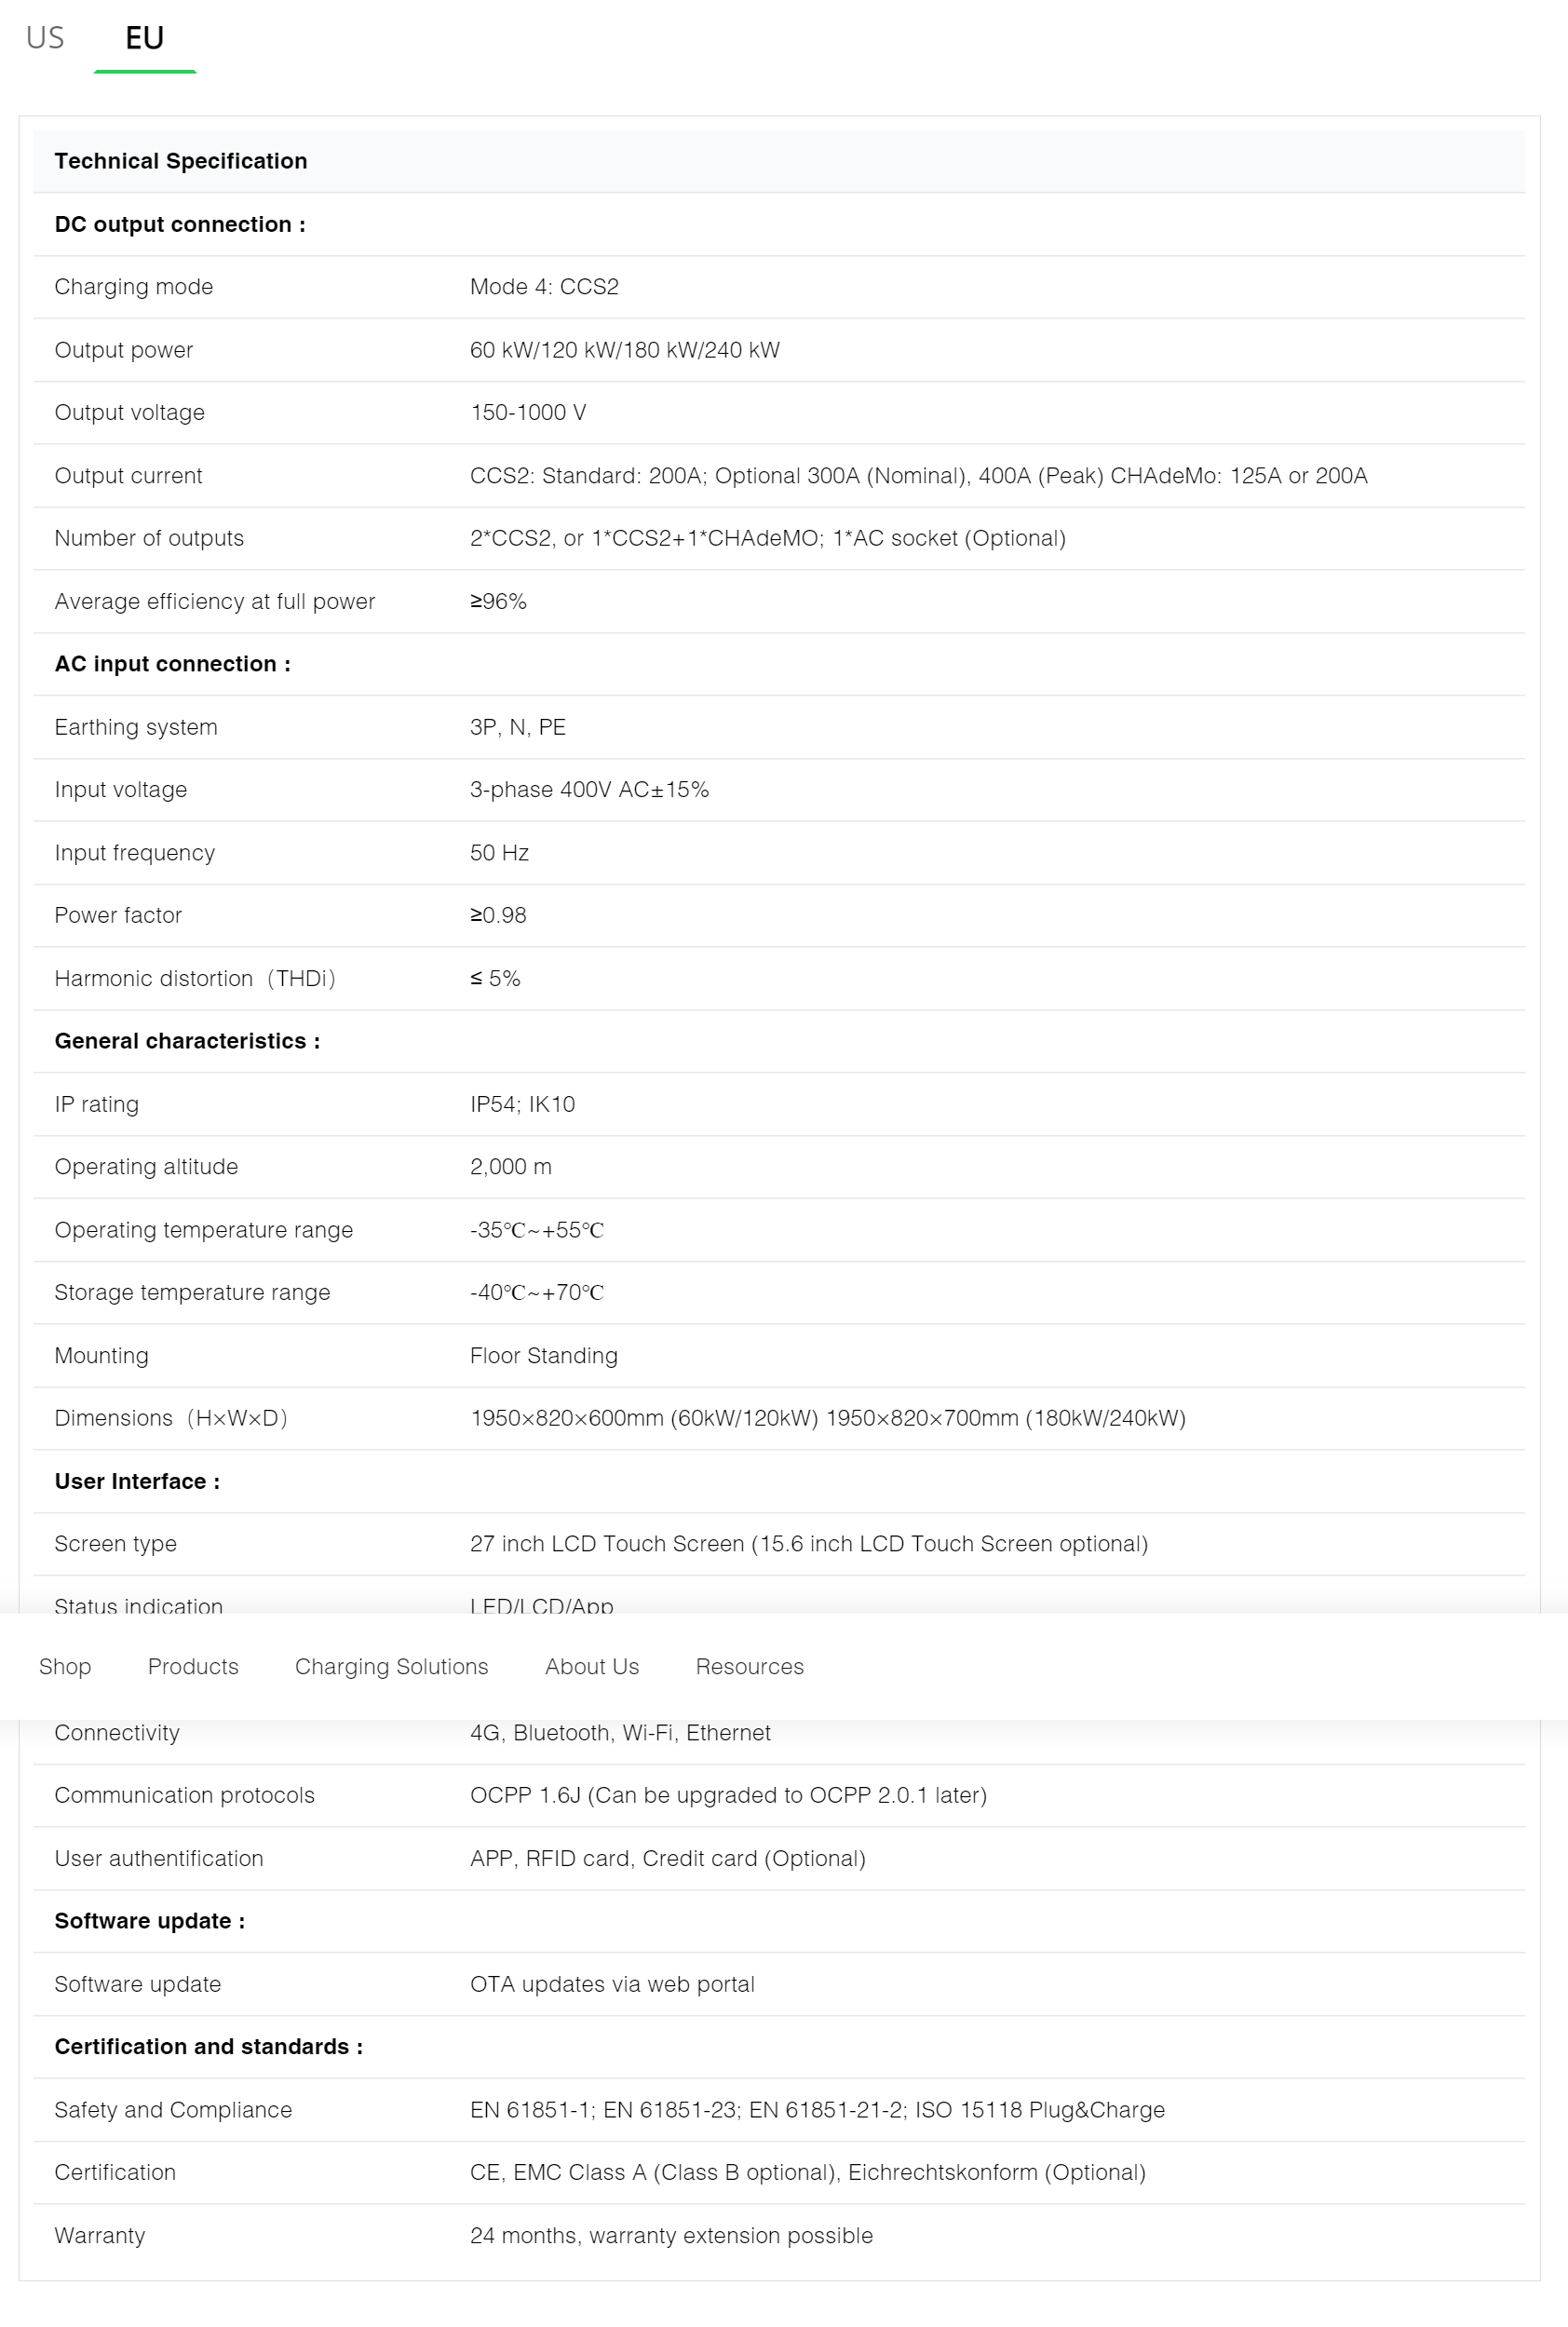 US EU
Technical Specification
DC output connection :
Charging mode Mode 4: CCS2
Output power 60 kW/120 kW/180 kW/240 kW
Output voltage 150-1000 V
Output current CCS2: Standard: 200A; Optional 300A (Nominal), 400A (Peak) CHAdeMo: 125A or 200A
Number of outputs 2*CCS2, or 1*CCS2+1*CHAdeMO; 1*AC socket (Optional)
Average efficiency at full power ≥96%
AC input connection :
Earthing system 3P, N, PE
Input voltage 3-phase 400V AC±15%
Input frequency 50 Hz
Power factor ≥0.98
Harmonic distortion（THDi） ≤ 5%
General characteristics :
IP rating IP54; IK10
Operating altitude 2,000 m
Operating temperature range -35℃~+55℃
Storage temperature range -40℃~+70℃
Mounting Floor Standing
Dimensions（H×W×D） 1950×820×600mm (60kW/120kW) 1950×820×700mm (180kW/240kW)
User Interface :
Screen type 27 inch LCD Touch Screen (15.6 inch LCD Touch Screen optional)
Status indication LED/LCD/App
Shop Products Charging Solutions About Us Resources
Connectivity 4G, Bluetooth, Wi-Fi, Ethernet
Communication protocols OCPP 1.6J (Can be upgraded to OCPP 2.0.1 later)
User authentification APP, RFID card, Credit card (Optional)
Software update :
Software update OTA updates via web portal
Certification and standards :
Safety and Compliance EN 61851-1; EN 61851-23; EN 61851-21-2; ISO 15118 Plug&Charge
Certification CE, EMC Class A (Class B optional), Eichrechtskonform (Optional)
Warranty 24 months, warranty extension possible